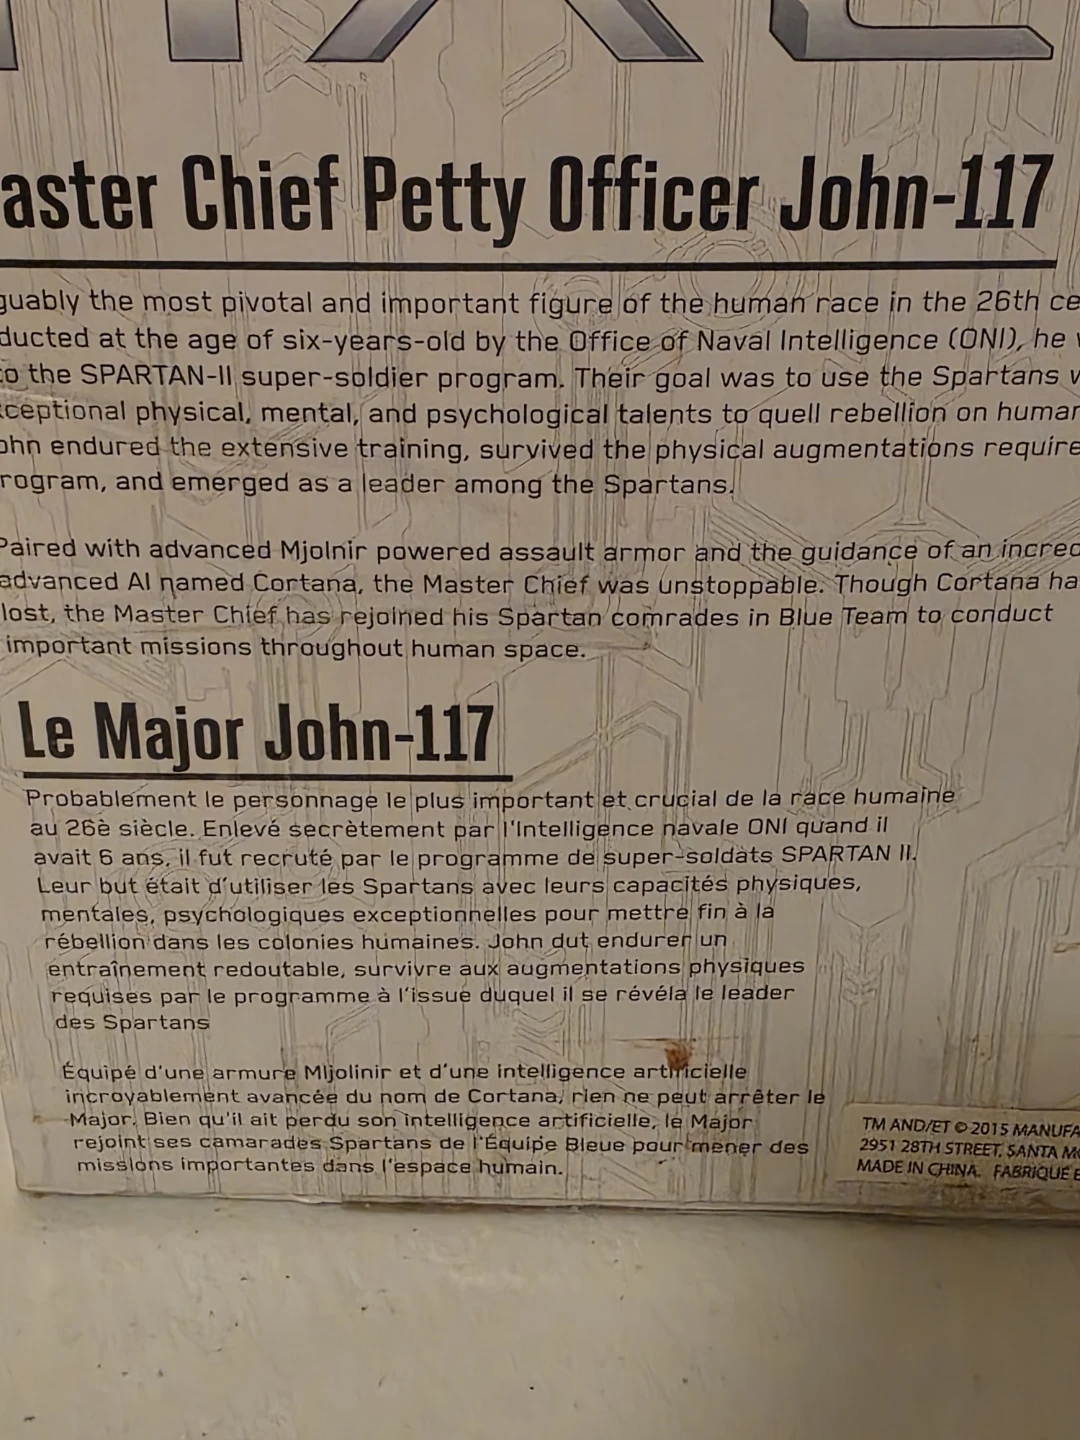 aster Chief Petty Officer John-117
guably the most pivotal and important figure of the human race in the 26th ce
ducted at the age of six-years-old by the Office of Naval Intelligence (ONI), he
to the SPARTAN-II super-soldier program. Their goal was to use the Spartans
ceptional physical, mental, and psychological talents to quell rebellion on human
ohn endured the extensive training, survived the physical augmentations require
rogram, and emerged as a leader among the Spartans.
Paired with advanced Mjolnir powered assault armor and the guidance of an incred
advanced AI named Cortana, the Master Chief was unstoppable. Though Cortana ha
lost, the Master Chief has rejoined his Spartan comrades in Blue Team to conduct
important missions throughout human space.
Le Major John-117
Probablement le personnage le plus important et crucial de la race humaine
au 26è siècle. Enlevé secrètement par l'Intelligence navale ONI quand il
avait 6 ans, il fut recruté par le programme de super-soldats SPARTAN II.
Leur but était d'utiliser les Spartans avec leurs capacités physiques,
mentales, psychologiques exceptionnelles pour mettre fin à la
rébellion dans les colonies humaines. John dut endurer un
entraînement redoutable, survivre aux augmentations physiques
requises par le programme à l'issue duquel il se révéla le leader
des Spartans
Équipé d'une armure Mljolinir et d'une intelligence artificielle
incroyablement avancée du nom de Cortana, rien ne peut arrêter le
Major. Bien qu'il ait perdu son intelligence artificielle, le Major
rejoint ses camarades Spartans de l'Équipe Bleue pour mener des
missions importantes dans l'espace humain.
TM AND/ET © 2015 MANUFA
2951 28TH STREET, SANTA MO
MADE IN CHINA. FABRIQUÉ E